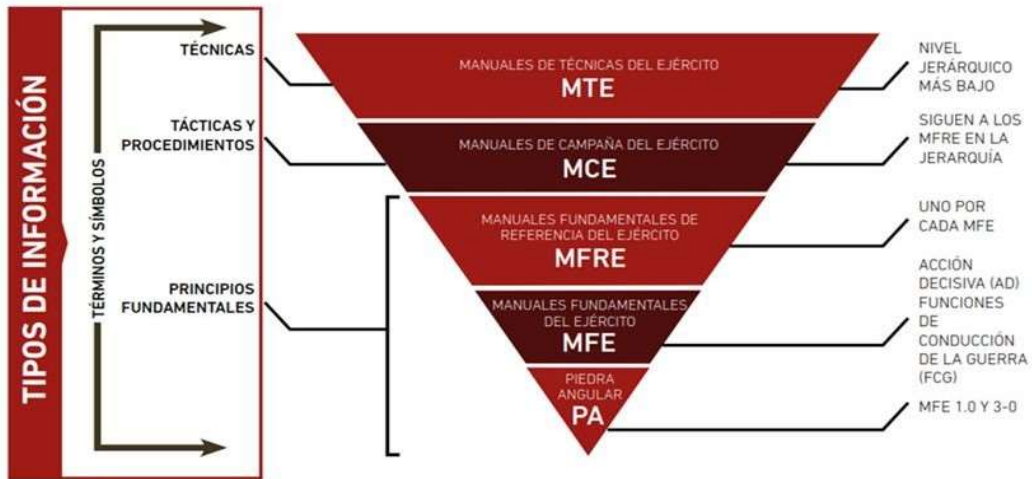 TIPOS DE INFORMACIÓN
TÉRMINOS Y SÍMBOLOS
TÉCNICAS
TÁCTICAS Y
PROCEDIMIENTOS
PRINCIPIOS
FUNDAMENTALES
MANUALES DE TÉCNICAS DEL EJÉRCITO
MTE
MANUALES DE CAMPAÑA DEL EJÉRCITO
MCE
MANUALES FUNDAMENTALES DE
REFERENCIA DEL EJÉRCITO
MFRE
MANUALES FUNDAMENTALES
DEL EJÉRCITO
MFE
PIEDRA
ANGULAR
PA
NIVEL
JERÁRQUICO
MÁS BAJO
SIGUEN A LOS
MFRE EN LA
JERARQUÍA
UNO POR
CADA MFE
ACCIÓN
DECISIVA (AD)
FUNCIONES
DE
CONDUCCIÓN
DE LA GUERRA
(FCG)
MFE 1.0 Y 3-0